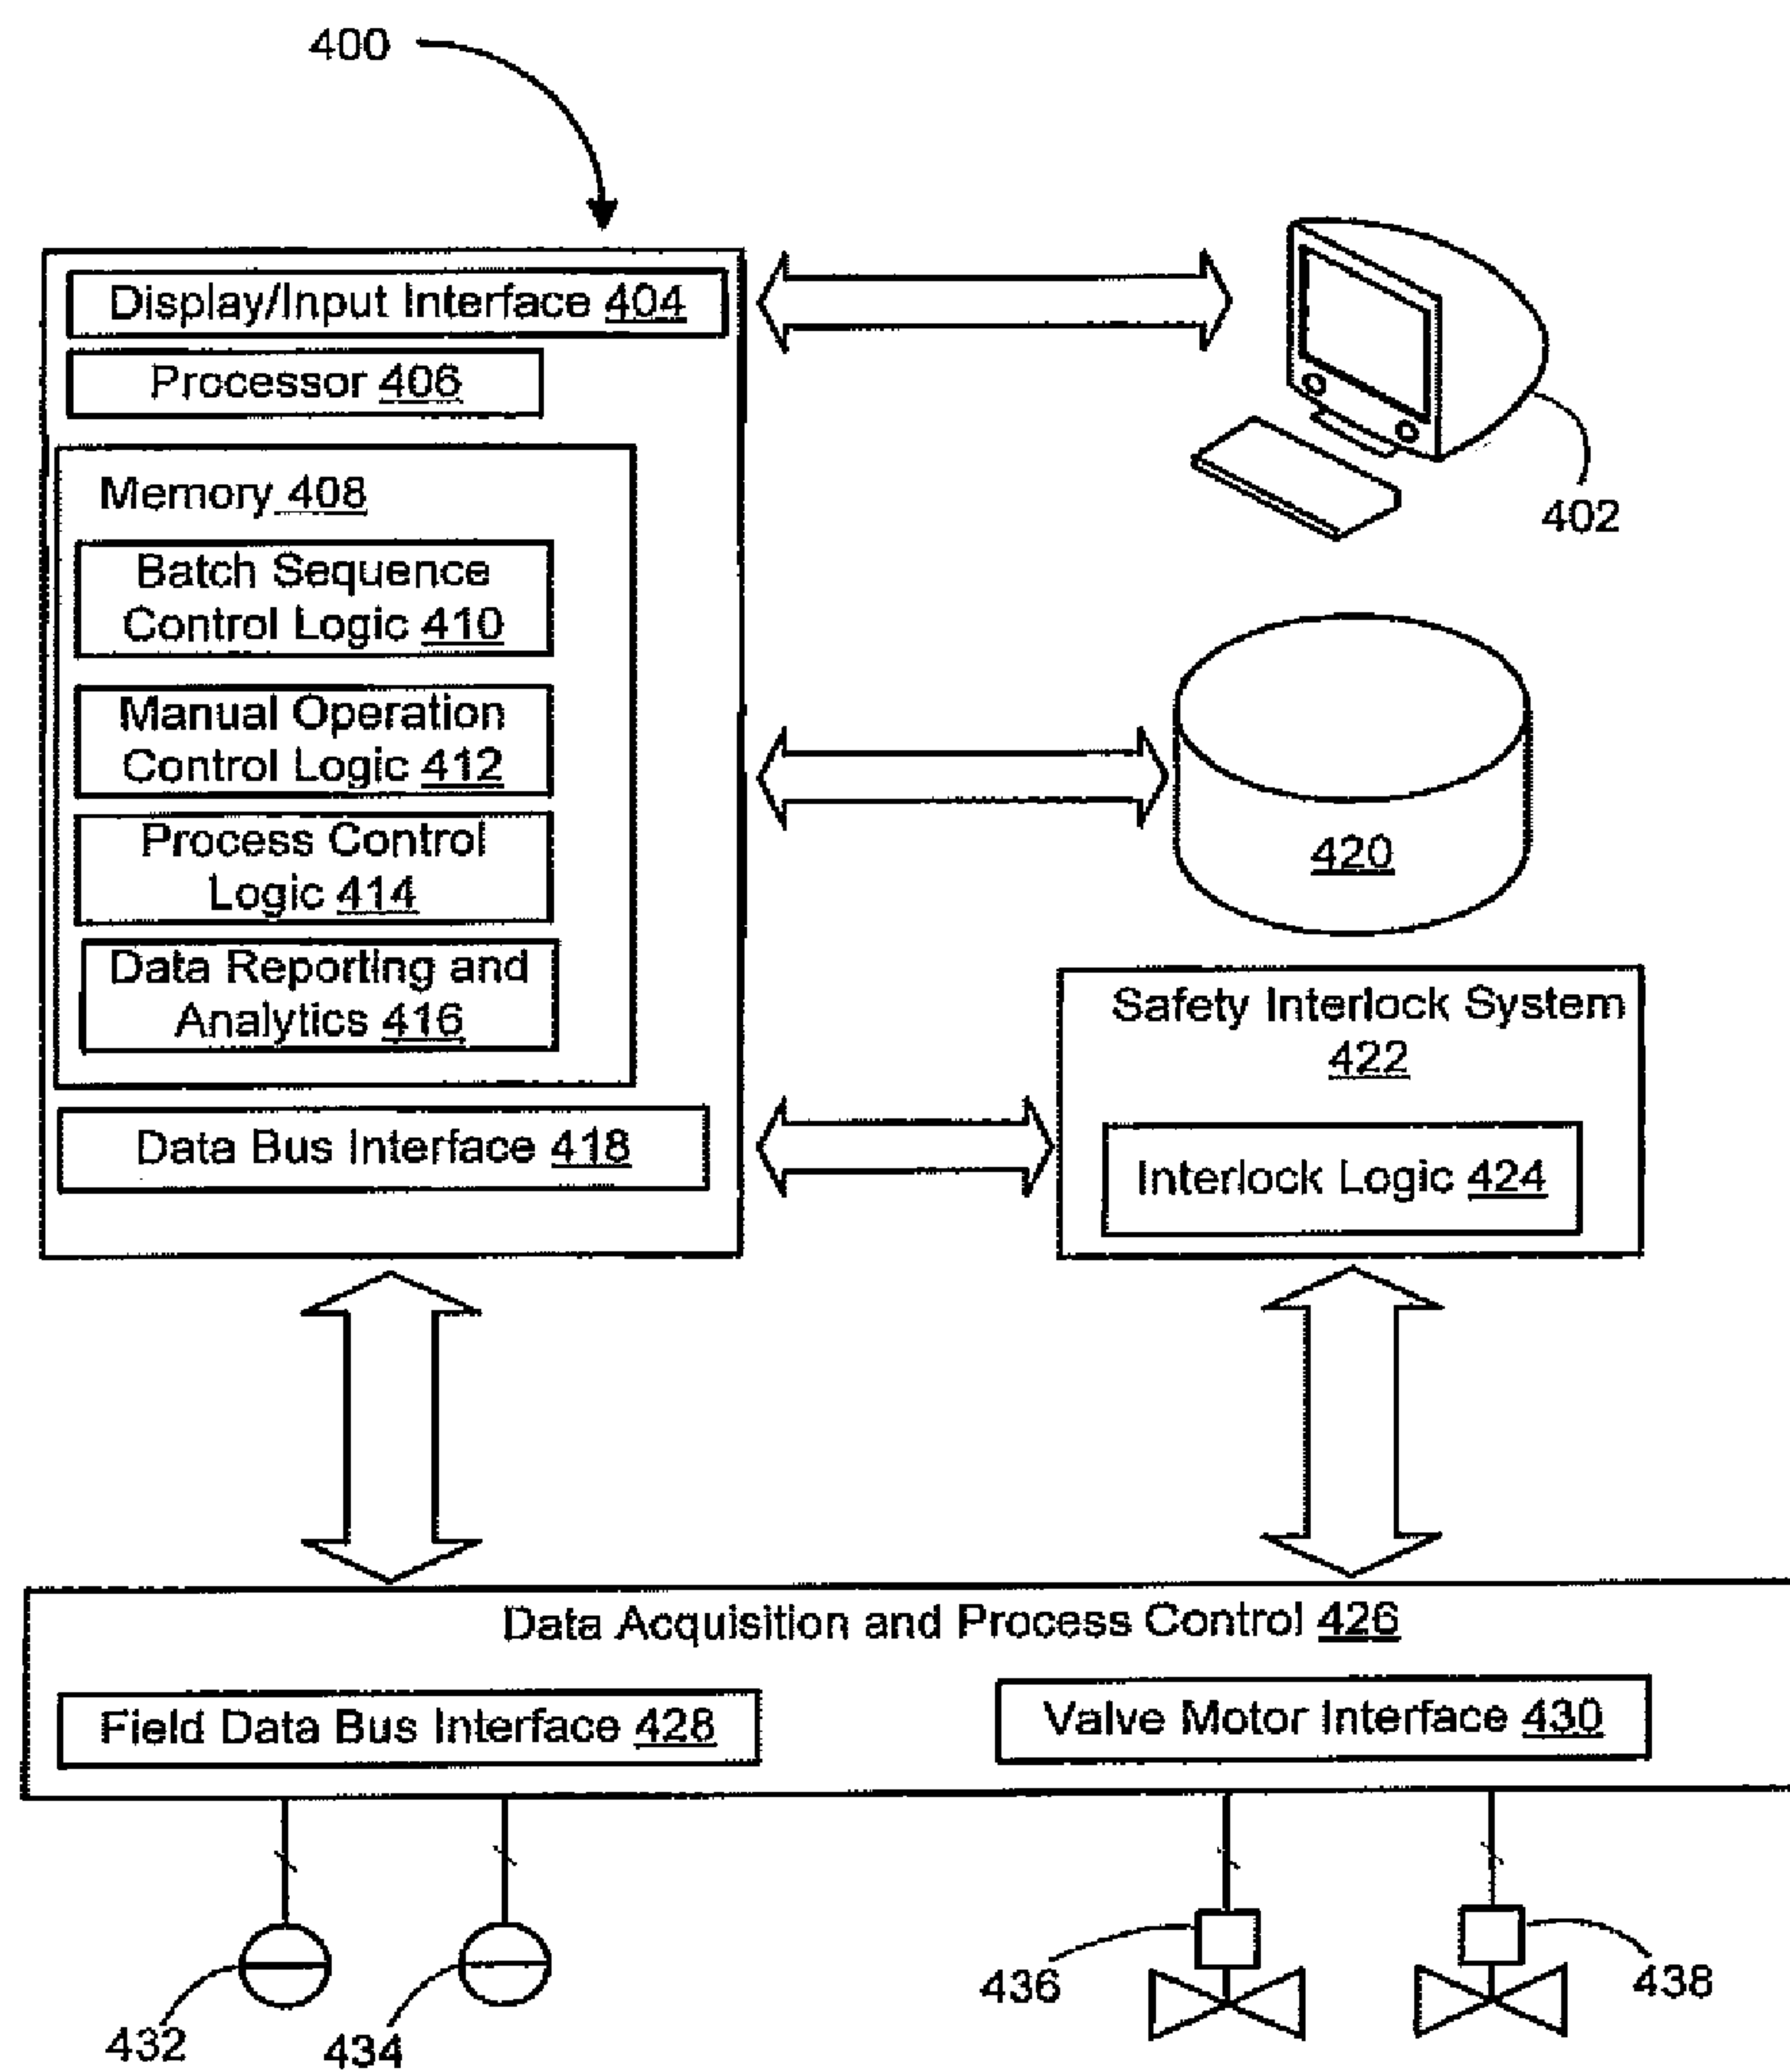 400
Display/Input Interface 404
Processor 406
402
Memory 408
Batch Sequence
Control Logic 410
Manual Operation
Control Logic 412
Process Control
Logic 414
420
Data Reporting and
Analytics 416
Safety Interlock System
422
Data Bus Interface 418
Interlock Logic 424
Data Acquisition and Process Control 426
Field Data Bus Interface 428
Valve Motor Interface 430
432
434
436
438